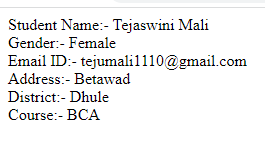 Student Name:- Tejaswini Mali
Gender:- Female
Email ID:- tejumali1110@gmail.com
Address:- Betawad
District:- Dhule
Course:- BCA